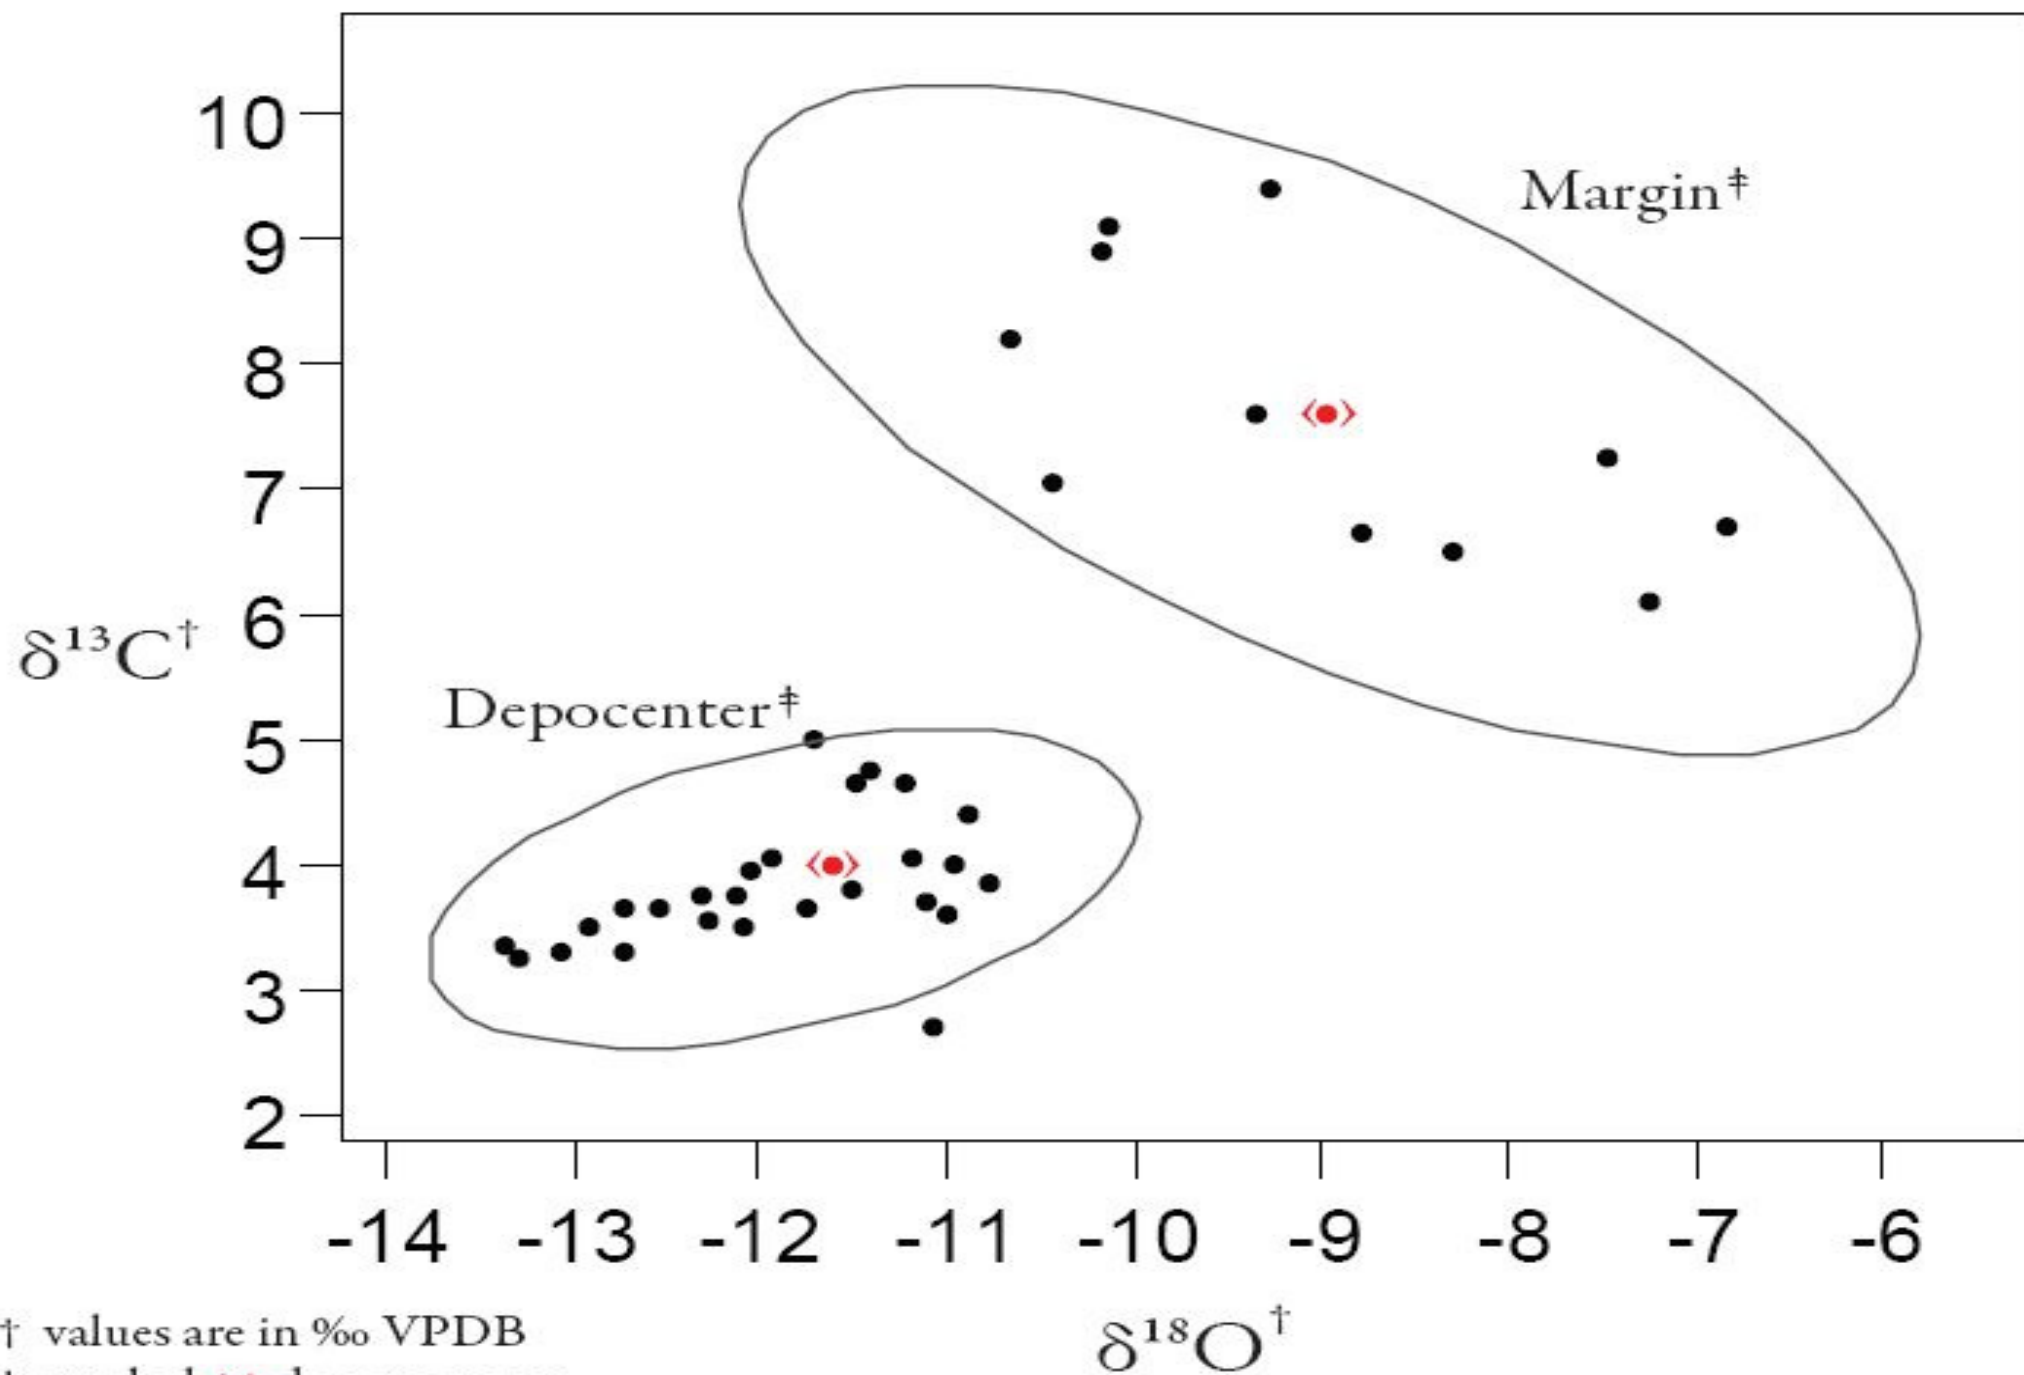 10
9
8
7
6
5
4
3
2
δ¹³C†
Margin‡
Depocenter‡
-14 -13 -12 -11 -10 -9 -8 -7 -6
δ¹⁸O†
† values are in ‰ VPDB